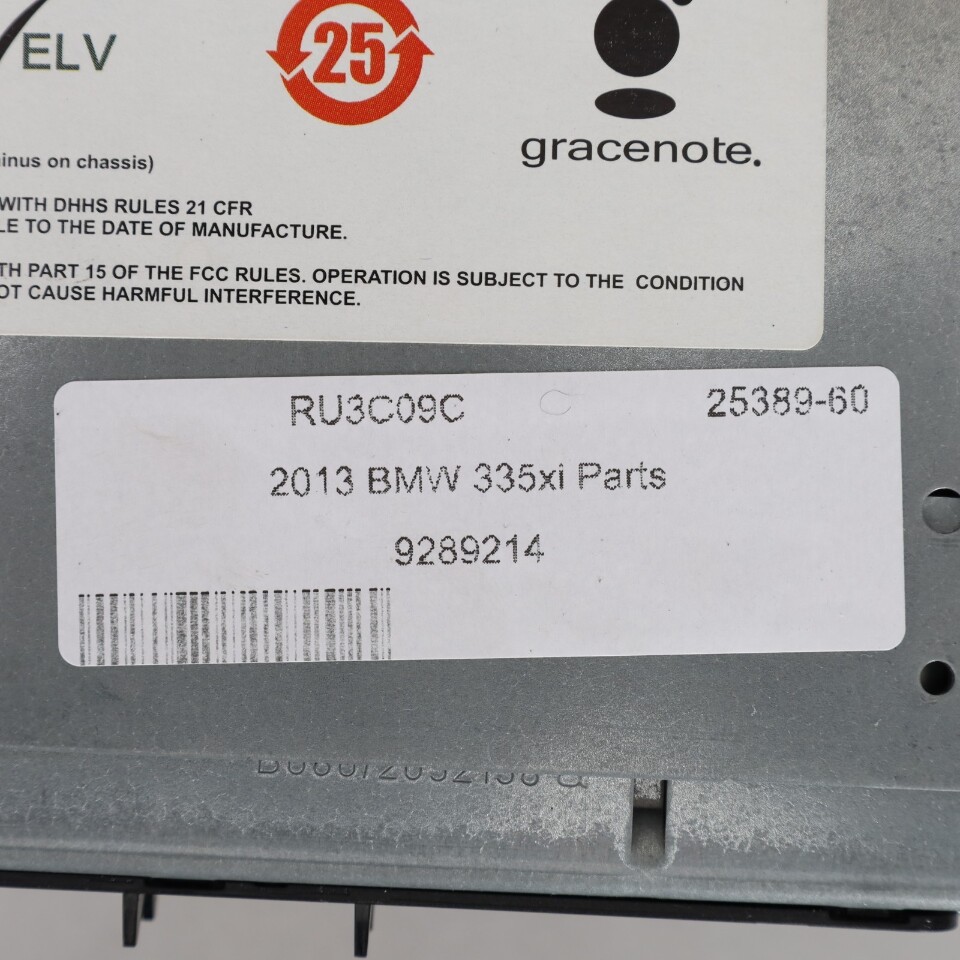 ELV
25
gracenote.
inus on chassis)
WITH DHHS RULES 21 CFR
LE TO THE DATE OF MANUFACTURE.
TH PART 15 OF THE FCC RULES. OPERATION IS SUBJECT TO THE CONDITION
OT CAUSE HARMFUL INTERFERENCE.
RU3C09C 25389-60
2013 BMW 335xi Parts
9289214